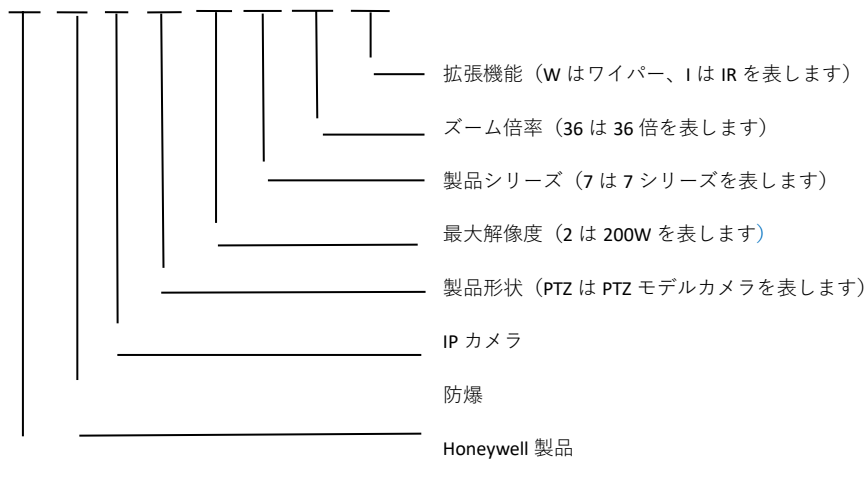 拡張機能（W はワイパー、I は IR を表します）
ズーム倍率（36 は 36 倍を表します）
製品シリーズ（7 は 7 シリーズを表します）
最大解像度（2 は 200W を表します）
製品形状（PTZ は PTZ モデルカメラを表します）
IP カメラ
防爆
Honeywell 製品